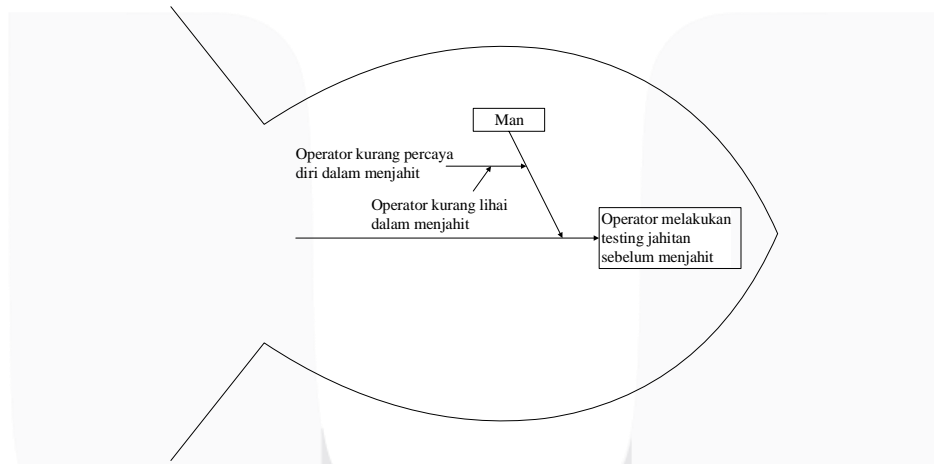 Man
Operator kurang percaya
diri dalam menjahit
Operator kurang lihai
dalam menjahit
Operator melakukan
testing jahitan
sebelum menjahit